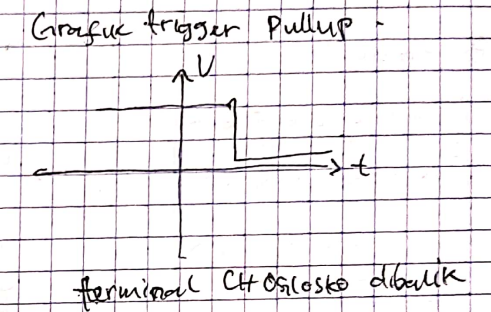 Grafik trigger Pullup
V
t
terminal CH Osilosko dibalik